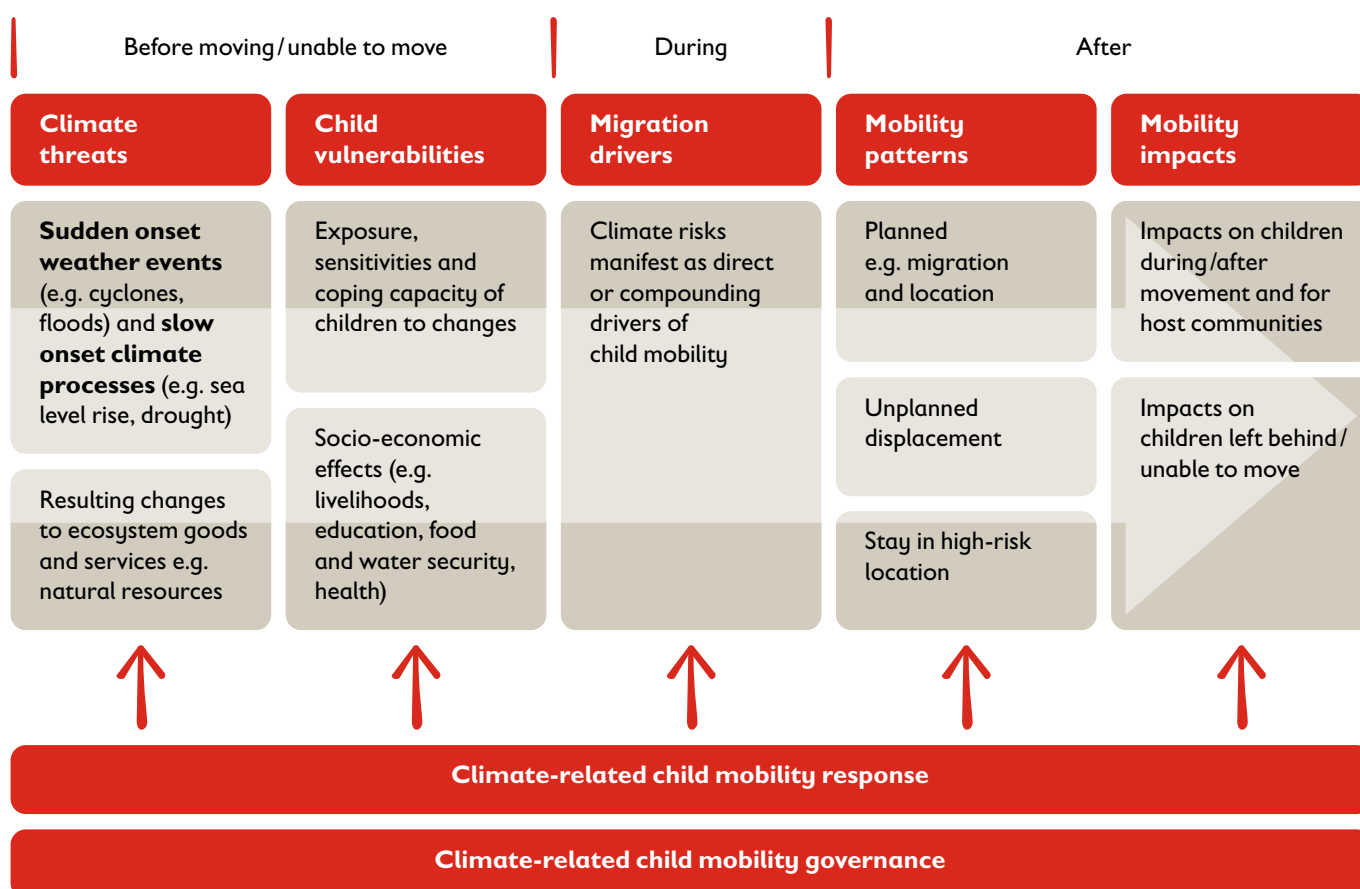 Before moving/unable to move
During
After
Climate
threats
Child
vulnerabilities
Migration
drivers
Mobility
patterns
Mobility
impacts
Sudden onset
weather events
(e.g. cyclones,
floods) and slow
onset climate
processes (e.g. sea
level rise, drought)
Resulting changes
to ecosystem goods
and services e.g.
natural resources
Exposure,
sensitivities and
coping capacity of
children to changes
Socio-economic
effects (e.g.
livelihoods,
education, food
and water security,
health)
Climate risks
manifest as direct
or compounding
drivers of
child mobility
Planned
e.g. migration
and location
Unplanned
displacement
Stay in high-risk
location
Impacts on children
during/after
movement and for
host communities
Impacts on
children left behind/
unable to move
Climate-related child mobility response
Climate-related child mobility governance